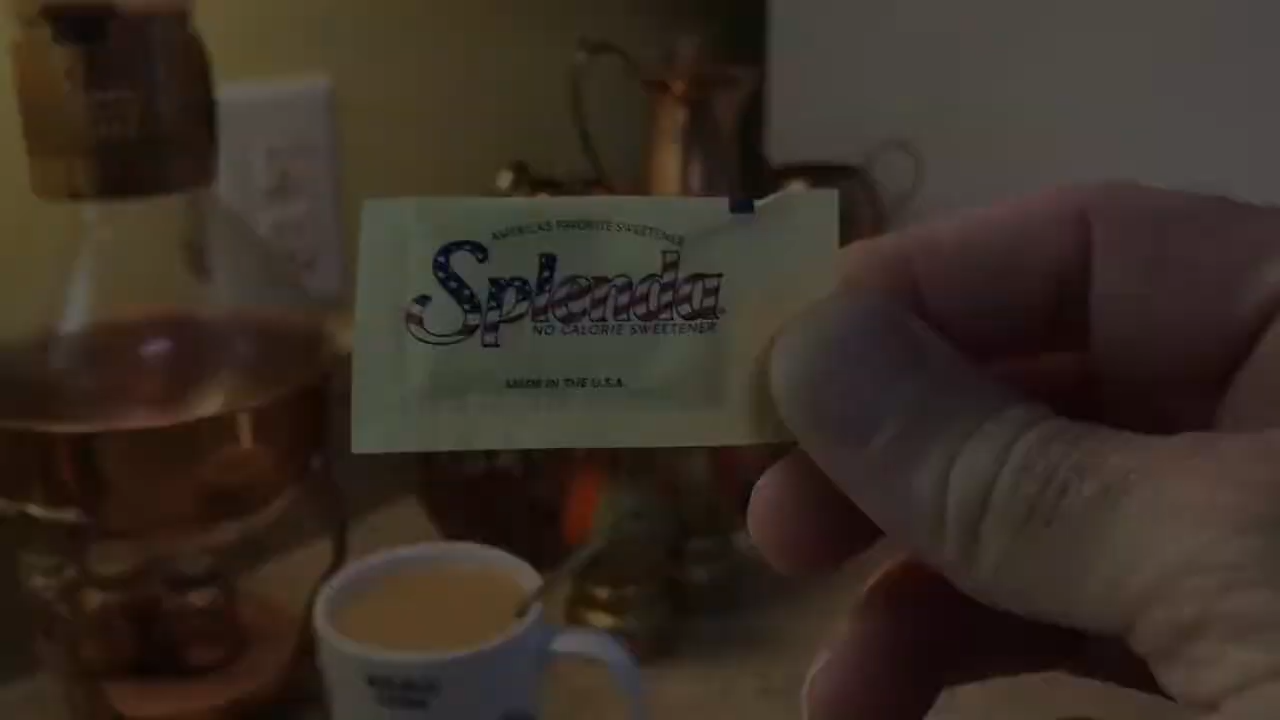 AMERICA'S FAVORITE SWEETENER
Splenda
NO CALORIE SWEETENER
MADE IN THE U.S.A.